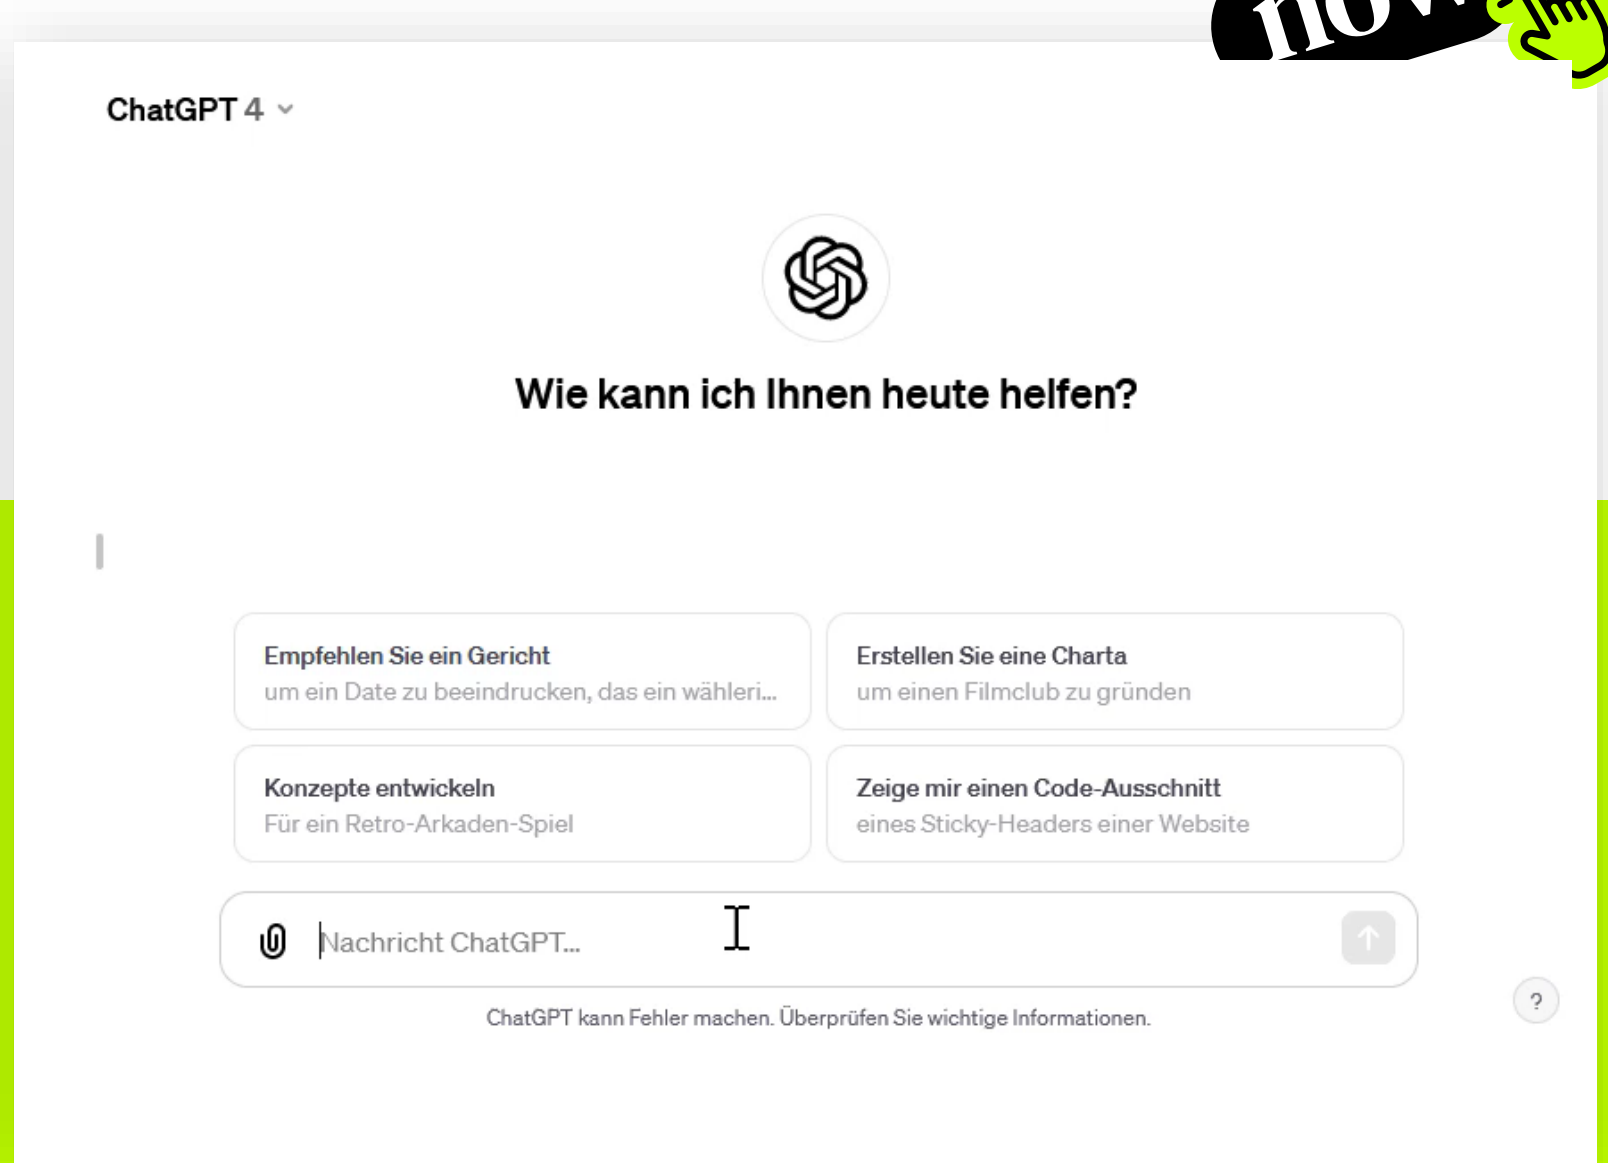 now
ChatGPT 4
Wie kann ich Ihnen heute helfen?
Empfehlen Sie ein Gericht
um ein Date zu beeindrucken, das ein wähleri...
Erstellen Sie eine Charta
um einen Filmclub zu gründen
Konzepte entwickeln
Für ein Retro-Arkaden-Spiel
Zeige mir einen Code-Ausschnitt
eines Sticky-Headers einer Website
Nachricht ChatGPT...
ChatGPT kann Fehler machen. Überprüfen Sie wichtige Informationen.
?